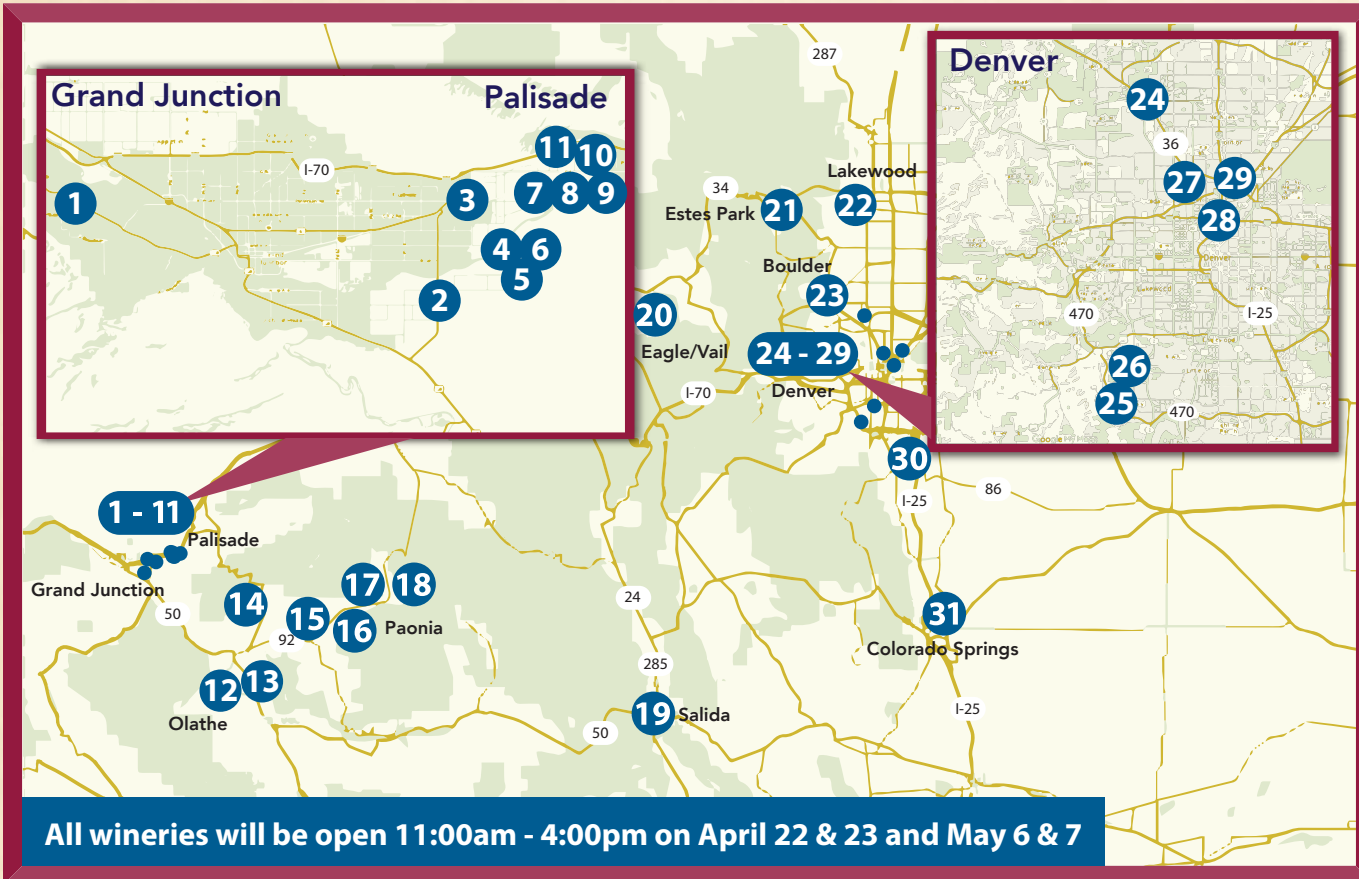 Grand Junction
Palisade
I-70
1
2
3
4
5
6
7
8
9
10
11
Denver
24
36
27
29
28
Denver
Lakewood
470
I-25
26
25
470
287
Lakewood
34
Estes Park
21
22
Boulder
23
20
Eagle/Vail
24 - 29
Denver
I-70
30
I-25
86
1 - 11
Palisade
Grand Junction
50
14
15
17
18
16
Paonia
92
12
13
Olathe
24
285
19
Salida
50
31
Colorado Springs
I-25
All wineries will be open 11:00am - 4:00pm on April 22 & 23 and May 6 & 7